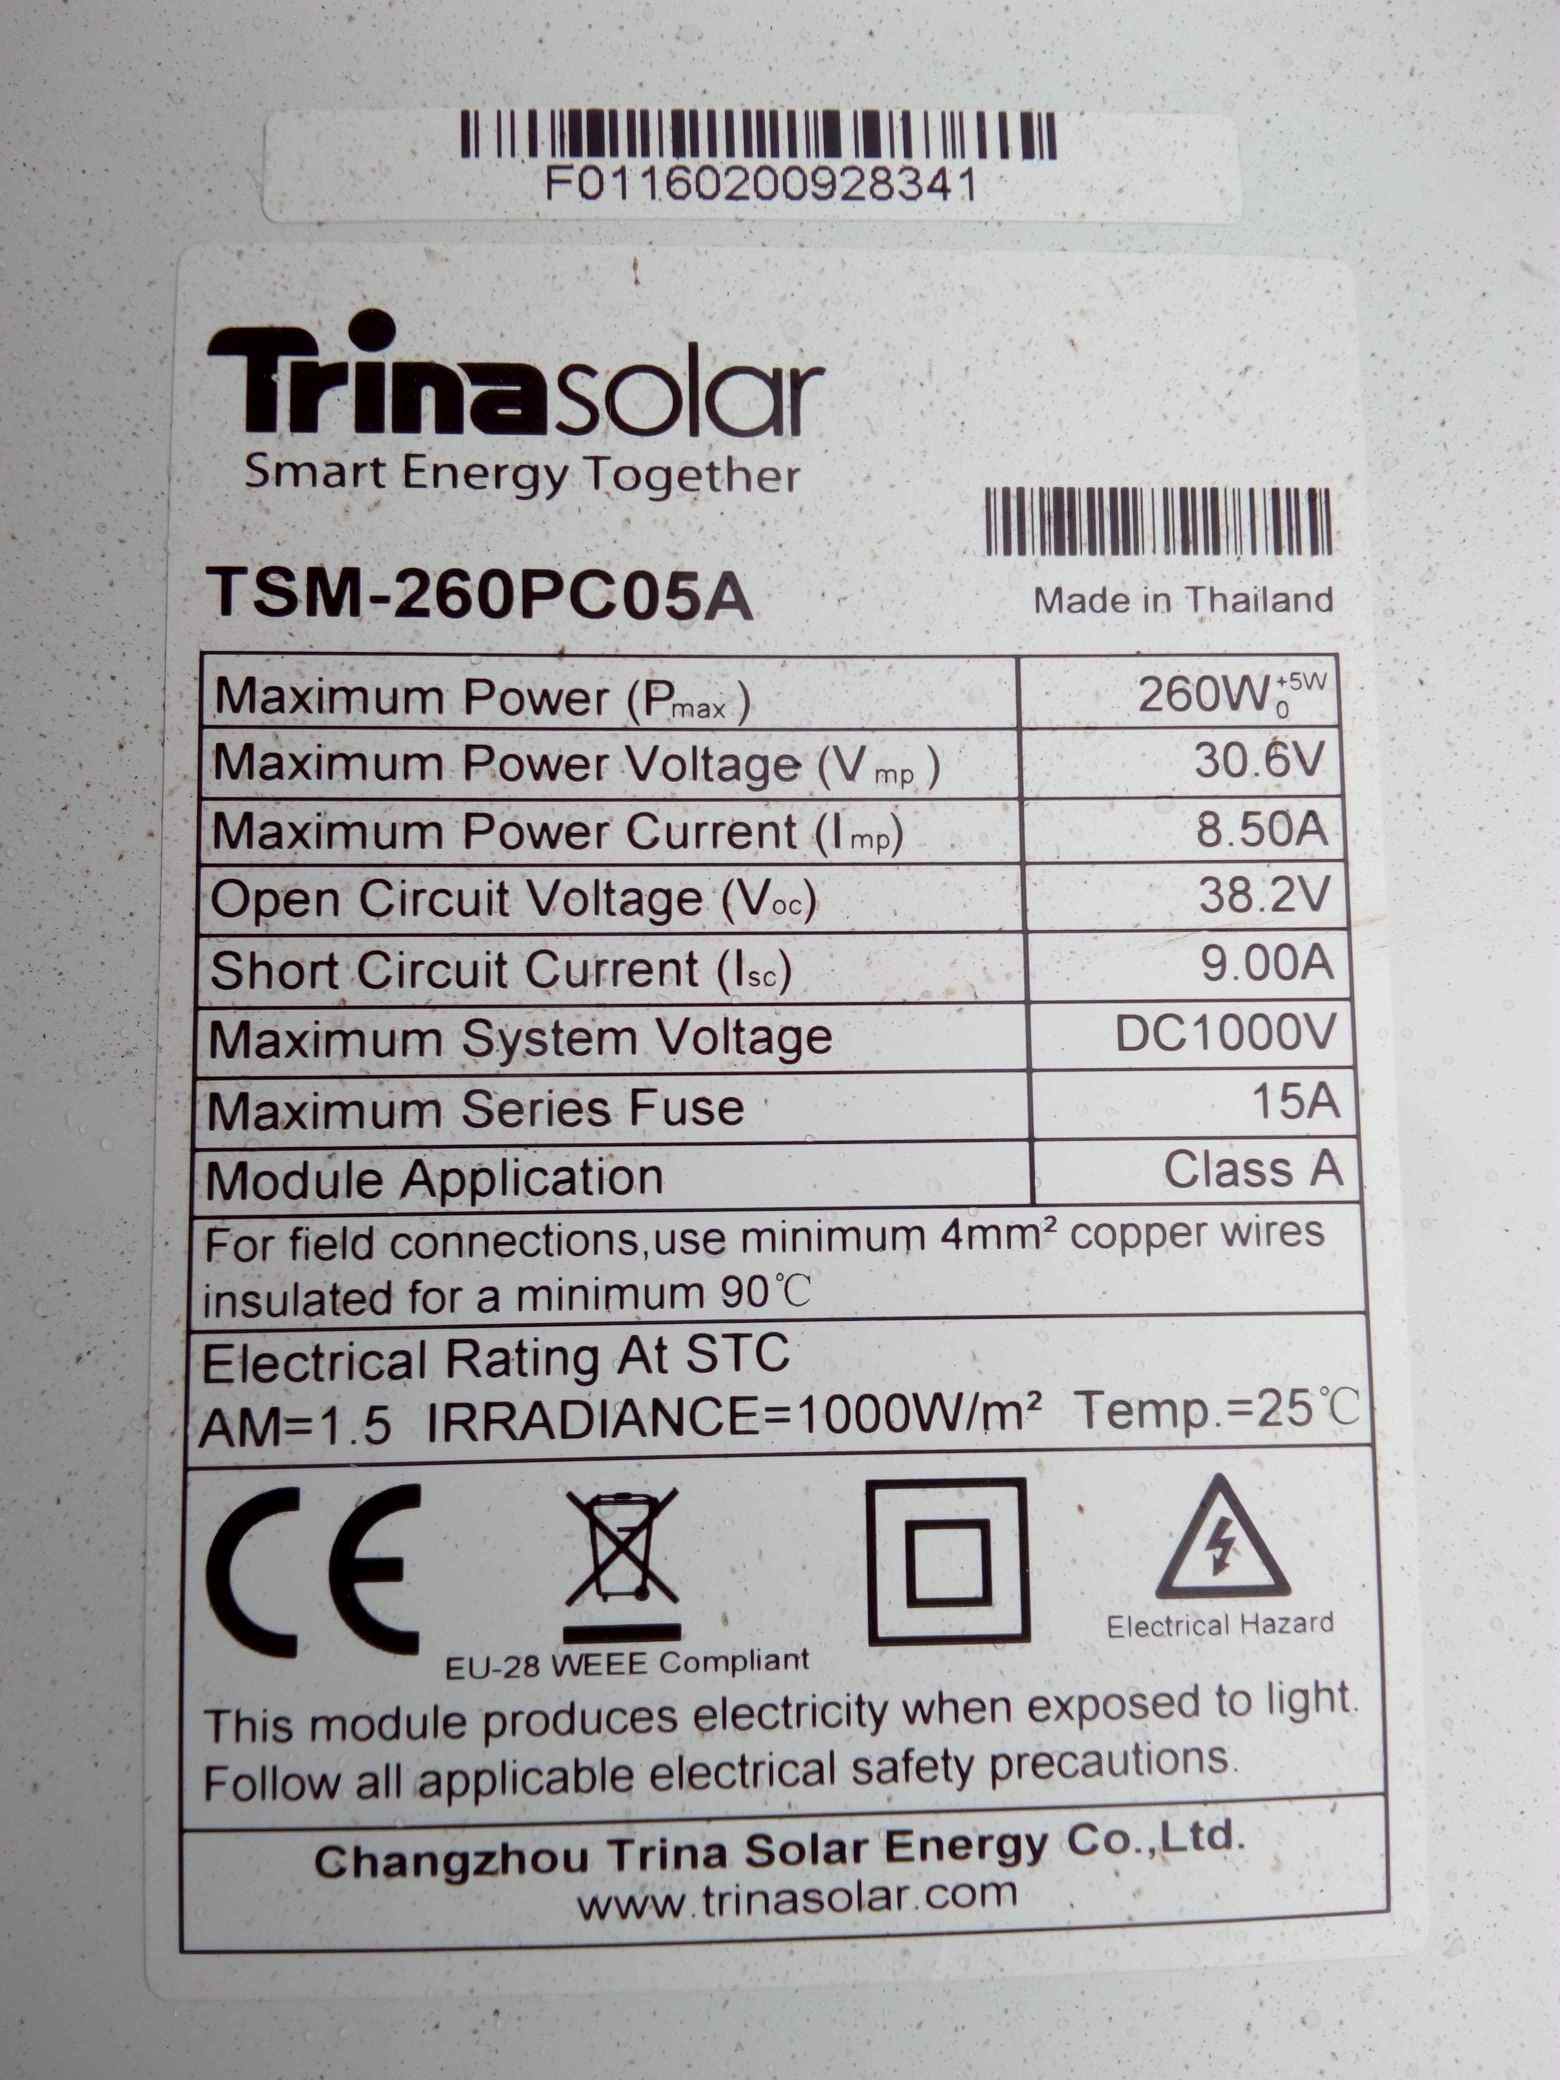 F01160200928341
Trinasolar
Smart Energy Together
TSM-260PC05A
Made in Thailand
Maximum Power (Pmax) 260W +5W 0
Maximum Power Voltage (Vmp) 30.6V
Maximum Power Current (Imp) 8.50A
Open Circuit Voltage (Voc) 38.2V
Short Circuit Current (Isc) 9.00A
Maximum System Voltage DC1000V
Maximum Series Fuse 15A
Module Application Class A
For field connections,use minimum 4mm² copper wires
insulated for a minimum 90℃
Electrical Rating At STC
AM=1.5 IRRADIANCE=1000W/m² Temp.=25℃
CE
EU-28 WEEE Compliant
Electrical Hazard
This module produces electricity when exposed to light.
Follow all applicable electrical safety precautions.
Changzhou Trina Solar Energy Co.,Ltd.
www.trinasolar.com